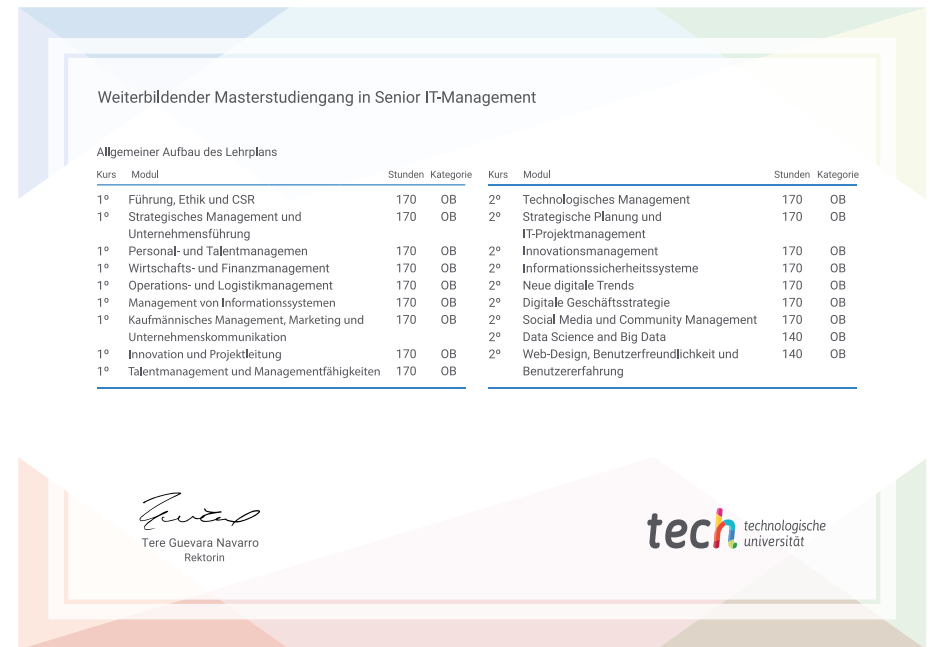 Weiterbildender Masterstudiengang in Senior IT-Management
Allgemeiner Aufbau des Lehrplans
Kurs Modul Stunden Kategorie
1º Führung, Ethik und CSR 170 OB
1º Strategisches Management und 170 OB
Unternehmensführung
1º Personal- und Talentmanagemen 170 OB
1º Wirtschafts- und Finanzmanagement 170 OB
1º Operations- und Logistikmanagement 170 OB
1º Management von Informationssystemen 170 OB
1º Kaufmännisches Management, Marketing und 170 OB
Unternehmenskommunikation
1º Innovation und Projektleitung 170 OB
1º Talentmanagement und Managementfähigkeiten 170 OB
Kurs Modul Stunden Kategorie
2º Technologisches Management 170 OB
2º Strategische Planung und 170 OB
IT-Projektmanagement
2º Innovationsmanagement 170 OB
2º Informationssicherheitssysteme 170 OB
2º Neue digitale Trends 170 OB
2º Digitale Geschäftsstrategie 170 OB
2º Social Media und Community Management 170 OB
2º Data Science and Big Data 140 OB
2º Web-Design, Benutzerfreundlichkeit und 140 OB
Benutzererfahrung
Tere Guevara Navarro
Rektorin
tech technologische
universität